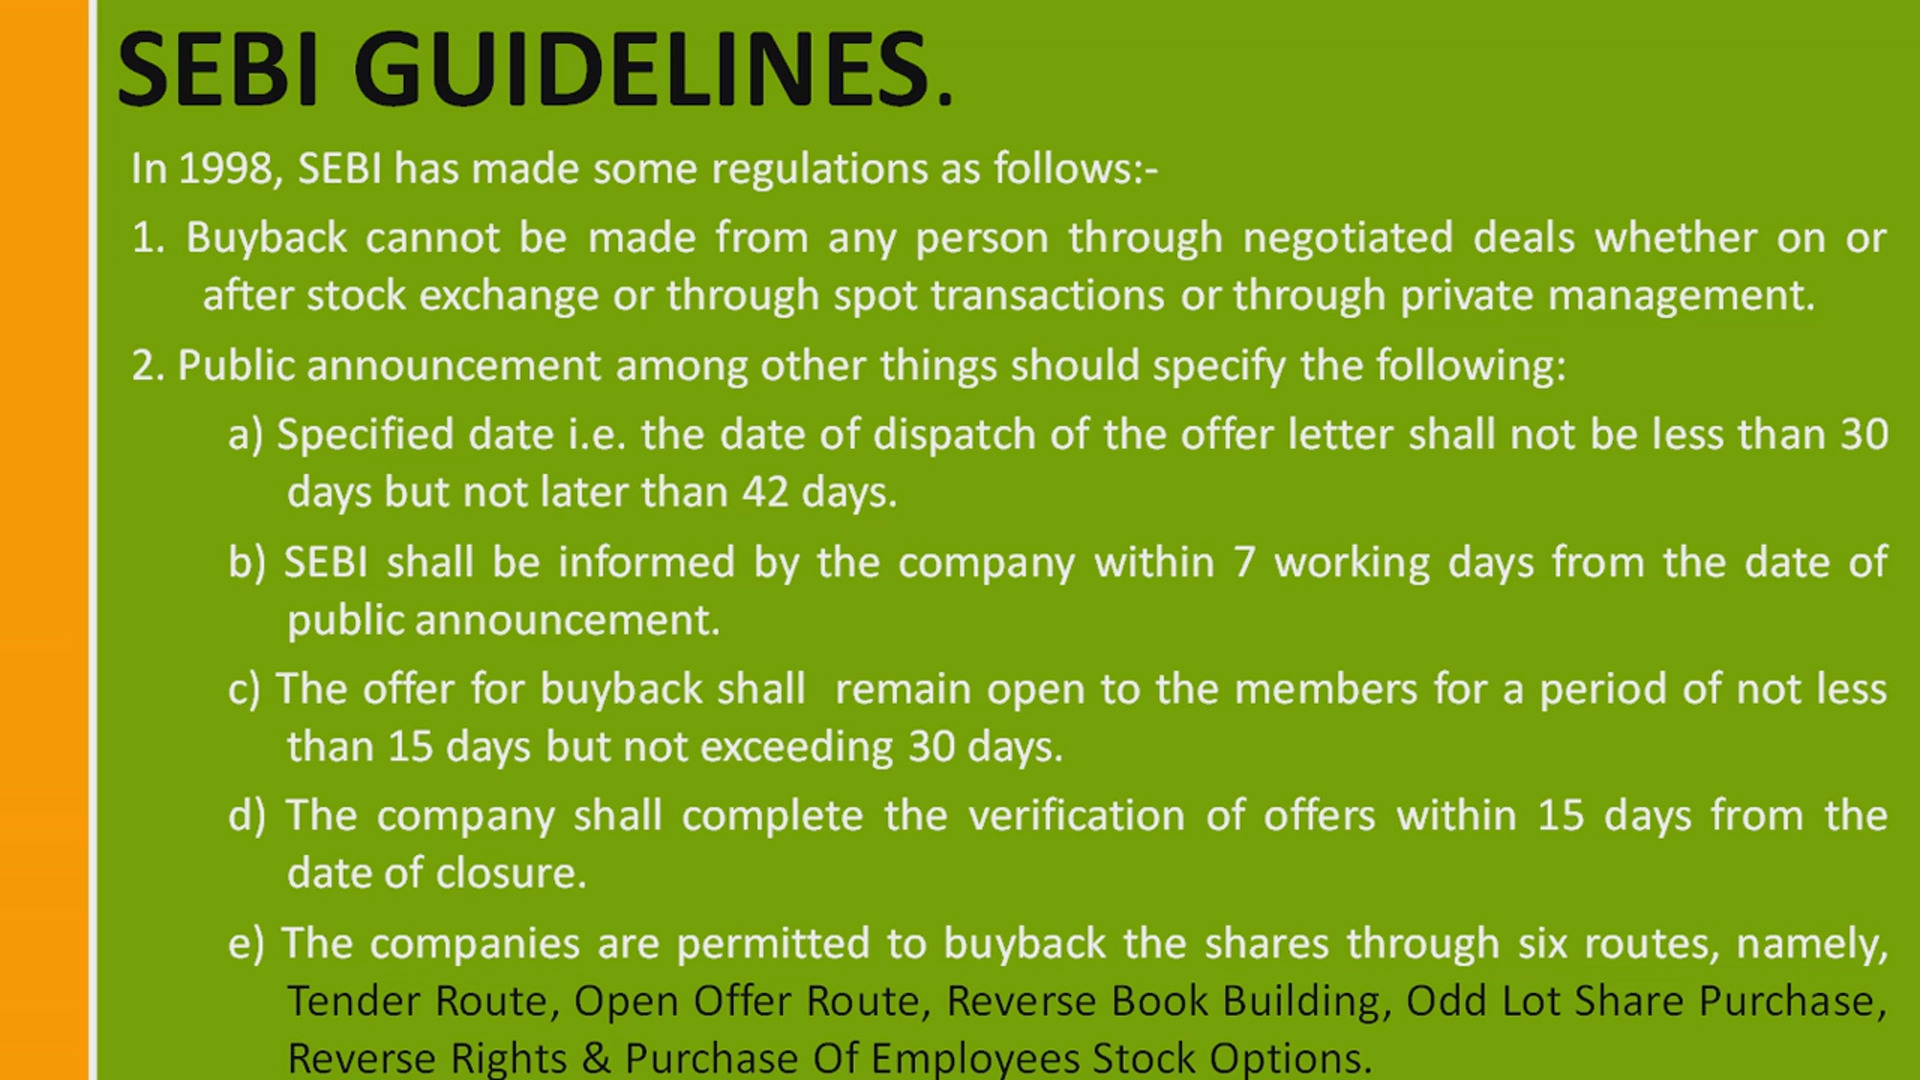 SEBI GUIDELINES.
In 1998, SEBI has made some regulations as follows:-
1. Buyback cannot be made from any person through negotiated deals whether on or
after stock exchange or through spot transactions or through private management.
2. Public announcement among other things should specify the following:
a) Specified date i.e. the date of dispatch of the offer letter shall not be less than 30
days but not later than 42 days.
b) SEBI shall be informed by the company within 7 working days from the date of
public announcement.
c) The offer for buyback shall remain open to the members for a period of not less
than 15 days but not exceeding 30 days.
d) The company shall complete the verification of offers within 15 days from the
date of closure.
e) The companies are permitted to buyback the shares through six routes, namely,
Tender Route, Open Offer Route, Reverse Book Building, Odd Lot Share Purchase,
Reverse Rights & Purchase Of Employees Stock Options.